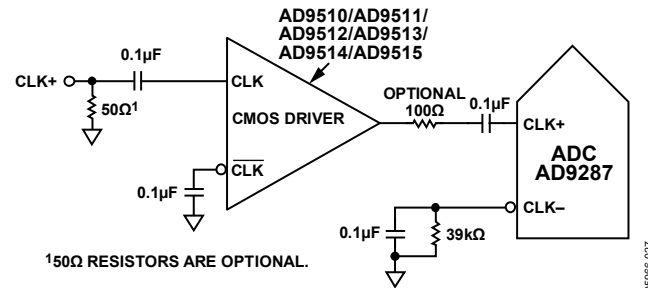 AD9510/AD9511/
AD9512/AD9513/
AD9514/AD9515
0.1µF
CLK+
50Ω1
CLK
CMOS DRIVER
CLK
0.1µF
OPTIONAL
100Ω
0.1µF
CLK+
ADC
AD9287
CLK–
0.1µF
39kΩ
150Ω RESISTORS ARE OPTIONAL.